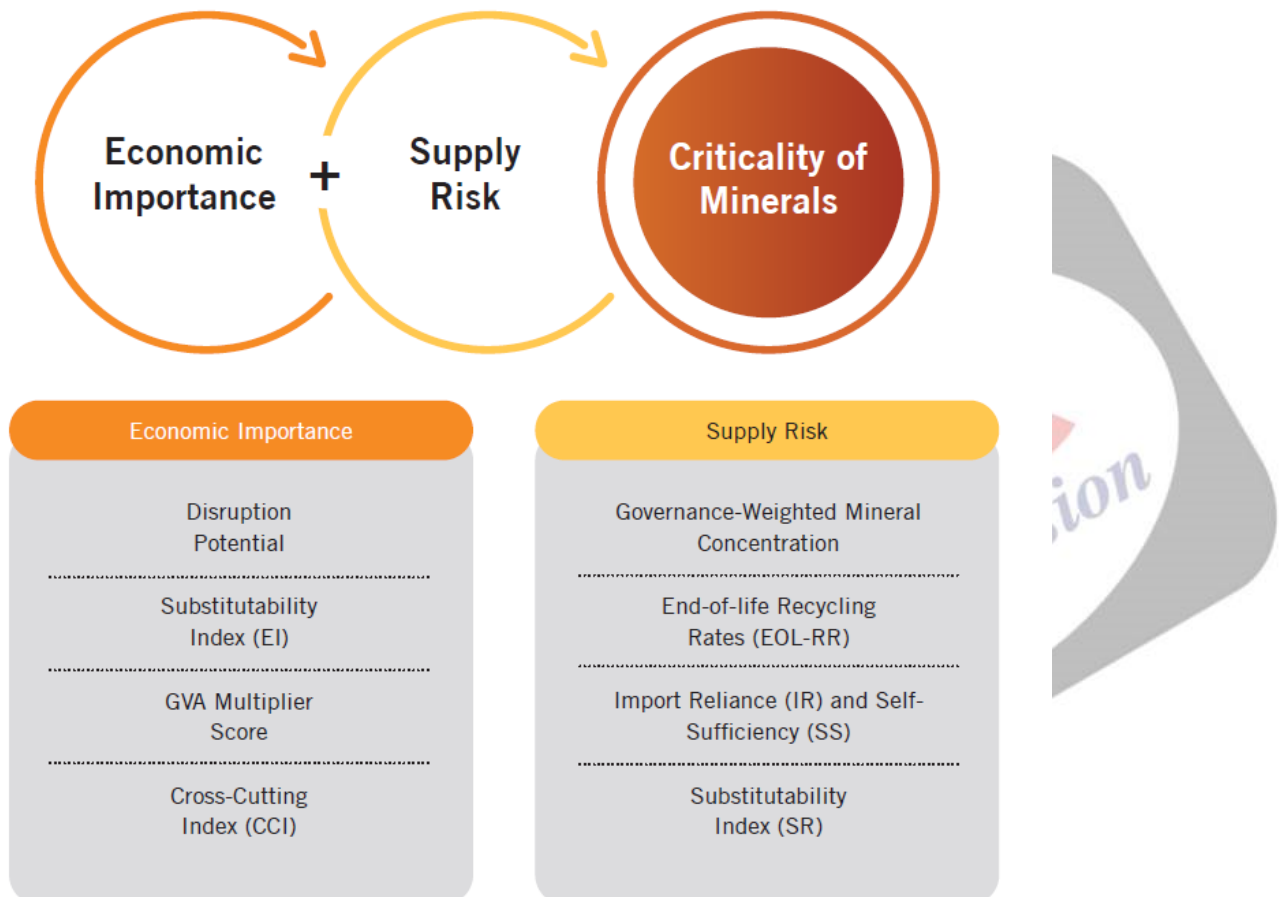 Economic
Importance
+
Supply
Risk
Criticality of
Minerals
Economic Importance
Disruption
Potential
Substitutability
Index (EI)
GVA Multiplier
Score
Cross-Cutting
Index (CCI)
Supply Risk
Governance-Weighted Mineral
Concentration
End-of-life Recycling
Rates (EOL-RR)
Import Reliance (IR) and Self-
Sufficiency (SS)
Substitutability
Index (SR)